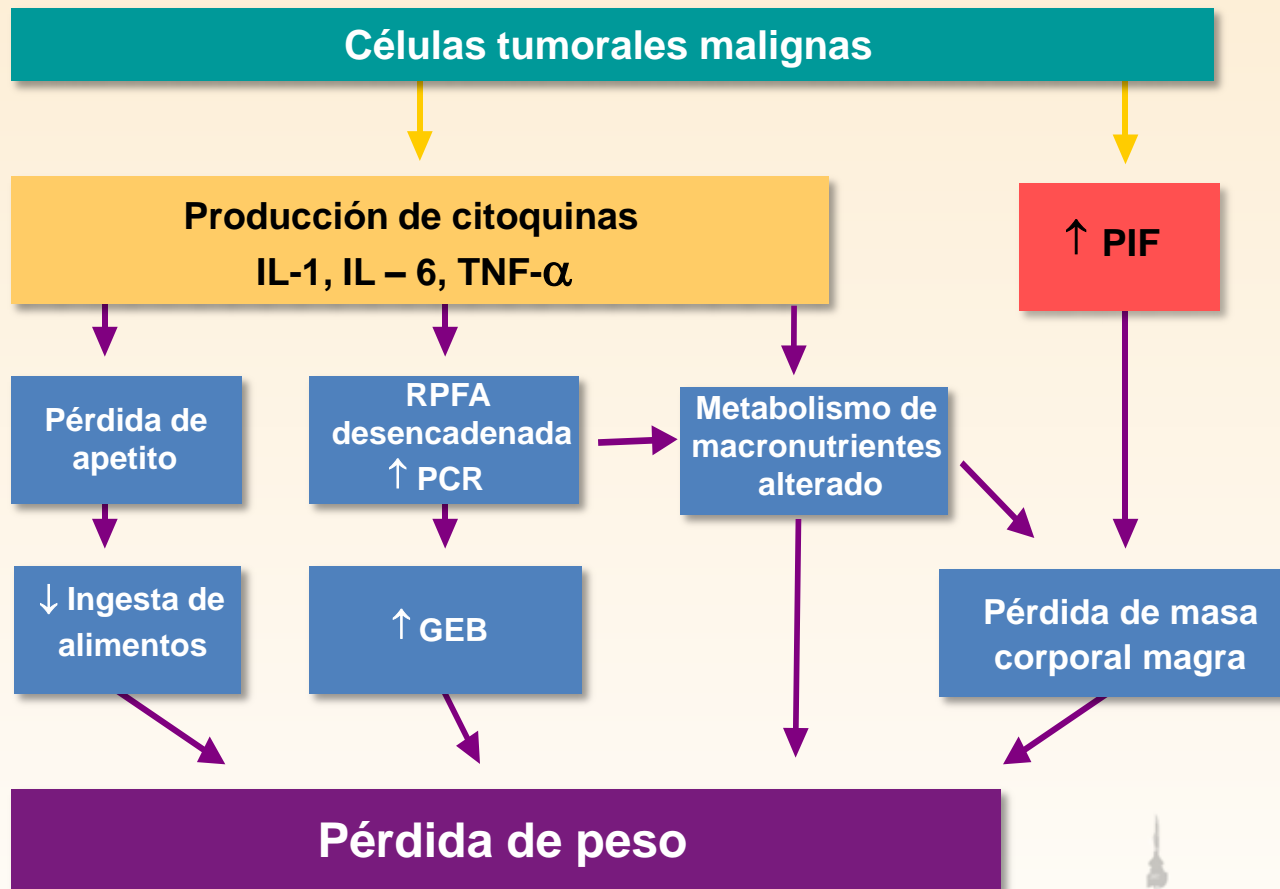 Células tumorales malignas
Producción de citoquinas
IL-1, IL – 6, TNF-α
↑ PIF
Pérdida de
apetito
RPFA
desencadenada
↑ PCR
Metabolismo de
macronutrientes
alterado
↓ Ingesta de
alimentos
↑ GEB
Pérdida de masa
corporal magra
Pérdida de peso